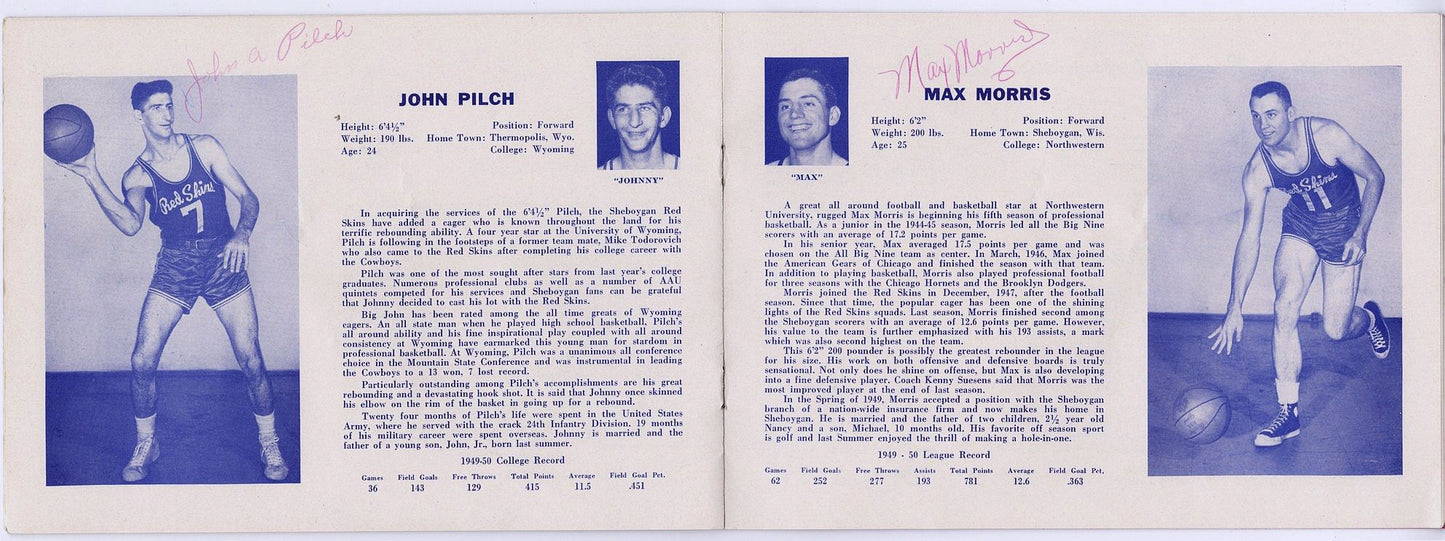 John A Pilch
Red Skins
7
JOHN PILCH
Height: 6'4½"
Weight: 190 lbs.
Age: 24
Position: Forward
Home Town: Thermopolis, Wyo.
College: Wyoming
"JOHNNY"
In acquiring the services of the 6'4½" Pilch, the Sheboygan Red
Skins have added a cager who is known throughout the land for his
terrific rebounding ability. A four year star at the University of Wyoming,
Pilch is following in the footsteps of a former team mate, Mike Todorovich
who also came to the Red Skins after completing his college career with
the Cowboys.
Pilch was one of the most sought after stars from last year's college
graduates. Numerous professional clubs as well as a number of AAU
quintets competed for his services and Sheboygan fans can be grateful
that Johnny decided to cast his lot with the Red Skins.
Big John has been rated among the all time greats of Wyoming
cagers. An all state man when he played high school basketball, Pilch's
all around ability and his fine inspirational play coupled with all around
consistency at Wyoming have earmarked this young man for stardom in
professional basketball. At Wyoming, Pilch was a unanimous all conference
choice in the Mountain State Conference and was instrumental in leading
the Cowboys to a 13 won, 7 lost record.
Particularly outstanding among Pilch's accomplishments are his great
rebounding and a devastating hook shot. It is said that Johnny once skinned
his elbow on the rim of the basket in going up for a rebound.
Twenty four months of Pilch's life were spent in the United States
Army, where he served with the crack 24th Infantry Division. 19 months
of his military career were spent overseas. Johnny is married and the
father of a young son, John, Jr., born last summer.
1949-50 College Record
Games Field Goals Free Throws Total Points Average Field Goal Pct.
36 143 129 415 11.5 .451
Max Morris
MAX MORRIS
"MAX"
Height: 6'2"
Weight: 200 lbs.
Age: 25
Position: Forward
Home Town: Sheboygan, Wis.
College: Northwestern
A great all around football and basketball star at Northwestern
University, rugged Max Morris is beginning his fifth season of professional
basketball. As a junior in the 1944-45 season, Morris led all the Big Nine
scorers with an average of 17.2 points per game.
In his senior year, Max averaged 17.5 points per game and was
chosen on the All Big Nine team as center. In March, 1946, Max joined
the American Gears of Chicago and finished the season with that team.
In addition to playing basketball, Morris also played professional football
for three seasons with the Chicago Hornets and the Brooklyn Dodgers.
Morris joined the Red Skins in December, 1947, after the football
season. Since that time, the popular cager has been one of the shining
lights of the Red Skins squads. Last season, Morris finished second among
the Sheboygan scorers with an average of 12.6 points per game. However,
his value to the team is further emphasized with his 193 assists, a mark
which was also second highest on the team.
This 6'2" 200 pounder is possibly the greatest rebounder in the league
for his size. His work on both offensive and defensive boards is truly
sensational. Not only does he shine on offense, but Max is also developing
into a fine defensive player. Coach Kenny Suesens said that Morris was the
most improved player at the end of last season.
In the Spring of 1949, Morris accepted a position with the Sheboygan
branch of a nation-wide insurance firm and now makes his home in
Sheboygan. He is married and the father of two children, 2½ year old
Nancy and a son, Michael, 10 months old. His favorite off season sport
is golf and last Summer enjoyed the thrill of making a hole-in-one.
1949 - 50 League Record
Games Field Goals Free Throws Assists Total Points Average Field Goal Pct.
62 252 277 193 781 12.6 .363
Red Skins
11